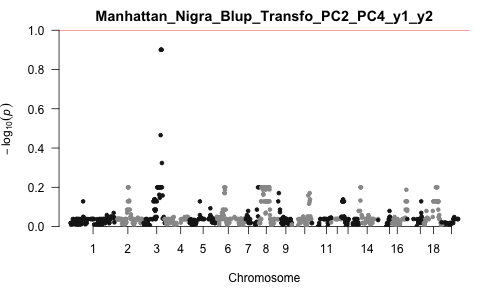 Manhattan_Nigra_Blup_Transfo_PC2_PC4_y1_y2
− log10(p)
1.0
0.8
0.6
0.4
0.2
0.0
1 2 3 4 5 6 7 8 9 11 14 16 18
Chromosome